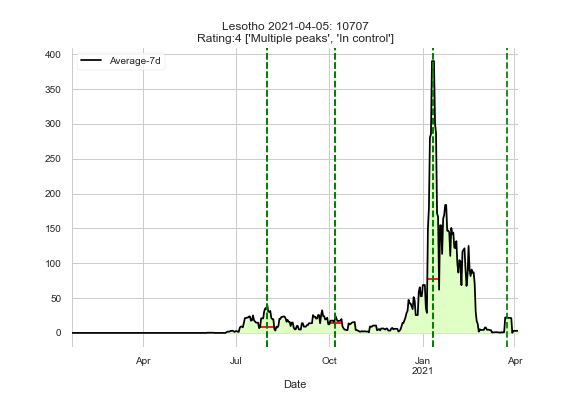 Lesotho 2021-04-05: 10707
Rating:4 ['Multiple peaks', 'In control']
Average-7d
400
350
300
250
200
150
100
50
0
Apr
Jul
Oct
Jan
2021
Apr
Date